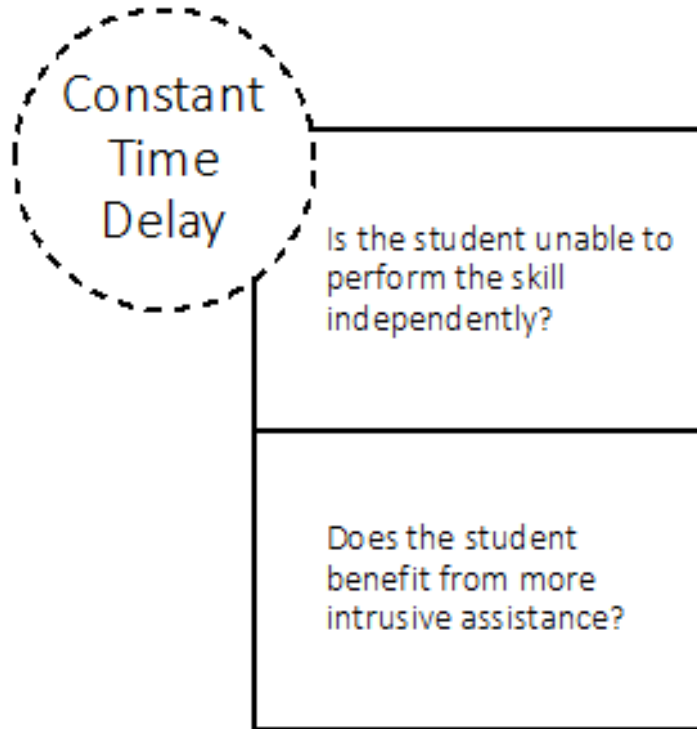 Constant
Time
Delay
Is the student unable to
perform the skill
independently?
Does the student
benefit from more
intrusive assistance?